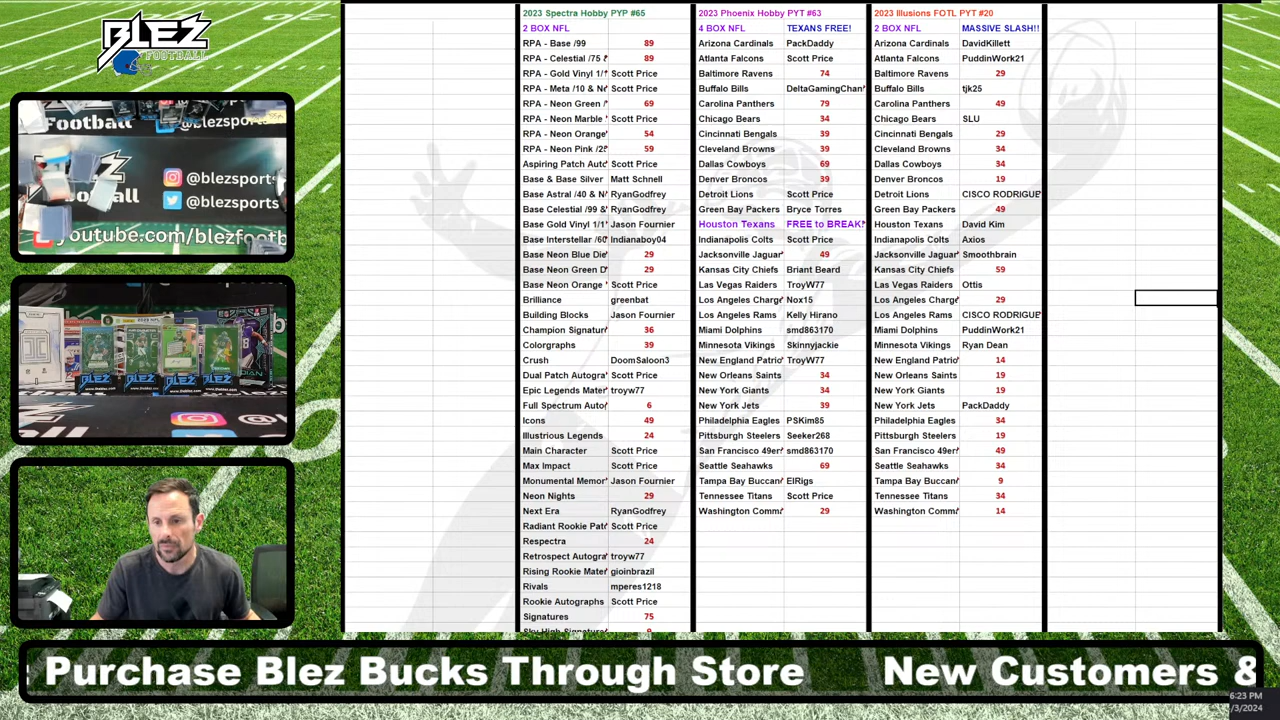 BLEZ
FOOTBALL
Football
@blezsports
@blezsports
youtube.com/blezfootb
BLEZ
2023 Spectra Hobby PYP #65
2 BOX NFL
RPA - Base /99 89
RPA - Celestial /75 89
RPA - Gold Vinyl 1/ Scott Price
RPA - Meta /10 & Ne Scott Price
RPA - Neon Green / 69
RPA - Neon Marble Scott Price
RPA - Neon Orange 54
RPA - Neon Pink /25 59
Aspiring Patch Auto Scott Price
Base & Base Silver Matt Schnell
Base Astral /40 & N RyanGodfrey
Base Celestial /99 & RyanGodfrey
Base Gold Vinyl 1/1 Jason Fournier
Base Interstellar /60 Indianaboy04
Base Neon Blue Die 29
Base Neon Green D 29
Base Neon Orange Scott Price
Brilliance greenbat
Building Blocks Jason Fournier
Champion Signatur 36
Colorgraphs 39
Crush DoomSaloon3
Dual Patch Autogra Scott Price
Epic Legends Mater troyw77
Full Spectrum Auto 6
Icons 49
Illustrious Legends 24
Main Character Scott Price
Max Impact Scott Price
Monumental Memor Jason Fournier
Neon Nights 29
Next Era RyanGodfrey
Radiant Rookie Pat Scott Price
Respectra 24
Retrospect Autogra troyw77
Rising Rookie Mater gioinbrazil
Rivals mperes1218
Rookie Autographs Scott Price
Signatures 75
2023 Phoenix Hobby PYT #63
4 BOX NFL TEXANS FREE!
Arizona Cardinals PackDaddy
Atlanta Falcons Scott Price
Baltimore Ravens 74
Buffalo Bills DeltaGamingChan
Carolina Panthers 79
Chicago Bears 34
Cincinnati Bengals 39
Cleveland Browns 39
Dallas Cowboys 69
Denver Broncos 39
Detroit Lions Scott Price
Green Bay Packers Bryce Torres
Houston Texans FREE to BREAK!
Indianapolis Colts Scott Price
Jacksonville Jaguar 49
Kansas City Chiefs Briant Beard
Las Vegas Raiders TroyW77
Los Angeles Charge Nox15
Los Angeles Rams Kelly Hirano
Miami Dolphins smd863170
Minnesota Vikings Skinnyjackie
New England Patrio TroyW77
New Orleans Saints 34
New York Giants 34
New York Jets 39
Philadelphia Eagles PSKim85
Pittsburgh Steelers Seeker268
San Francisco 49er smd863170
Seattle Seahawks 69
Tampa Bay Buccan ElRigs
Tennessee Titans Scott Price
Washington Comm 29
2023 Illusions FOTL PYT #20
2 BOX NFL MASSIVE SLASH!!
Arizona Cardinals DavidKillett
Atlanta Falcons PuddinWork21
Baltimore Ravens 29
Buffalo Bills tjk25
Carolina Panthers 49
Chicago Bears SLU
Cincinnati Bengals 29
Cleveland Browns 34
Dallas Cowboys 34
Denver Broncos 19
Detroit Lions CISCO RODRIGUE
Green Bay Packers 49
Houston Texans David Kim
Indianapolis Colts Axios
Jacksonville Jaguar Smoothbrain
Kansas City Chiefs 59
Las Vegas Raiders Ottis
Los Angeles Charge 29
Los Angeles Rams CISCO RODRIGUE
Miami Dolphins PuddinWork21
Minnesota Vikings Ryan Dean
New England Patrio 14
New Orleans Saints 19
New York Giants 19
New York Jets PackDaddy
Philadelphia Eagles 34
Pittsburgh Steelers 19
San Francisco 49er 49
Seattle Seahawks 34
Tampa Bay Buccan 9
Tennessee Titans 34
Washington Comm 14
Purchase Blez Bucks Through Store New Customers &
6:23 PM
/3/2024